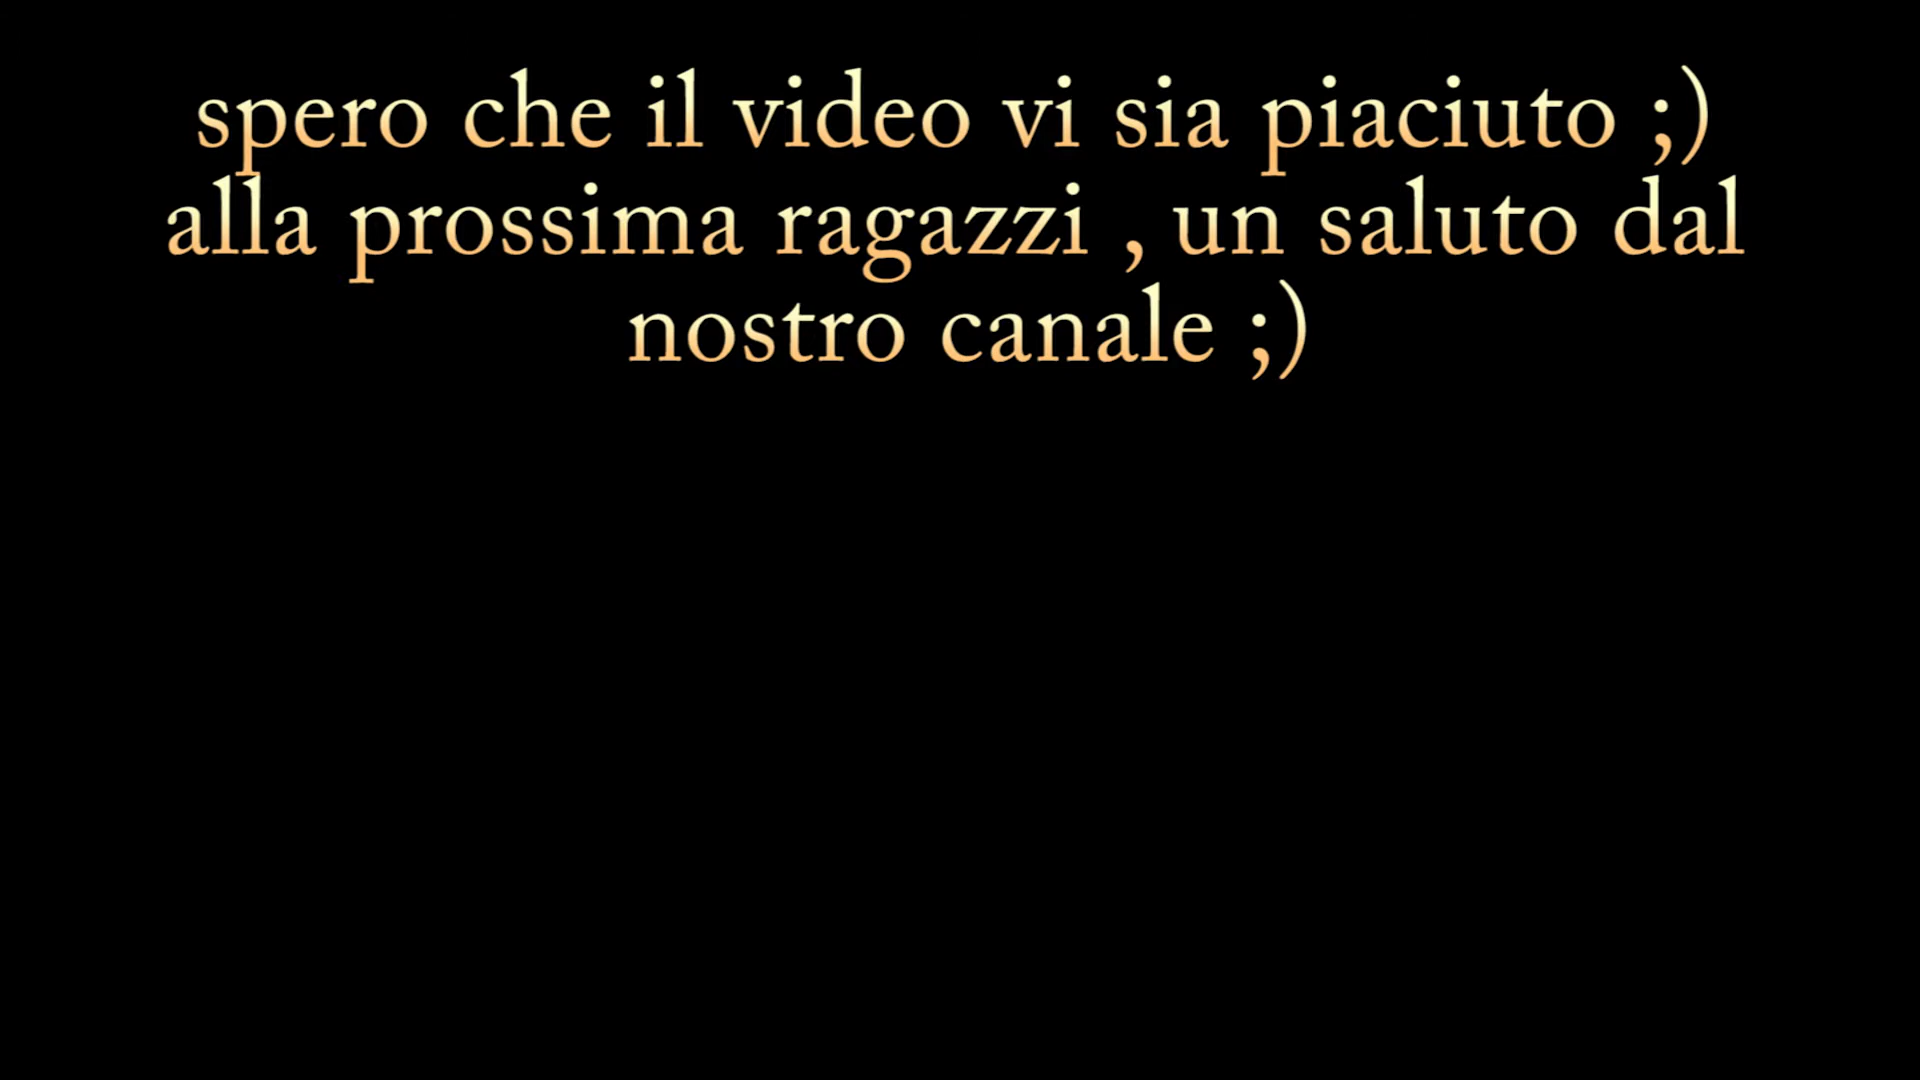 spero che il video vi sia piaciuto ;)
alla prossima ragazzi , un saluto dal
nostro canale ;)